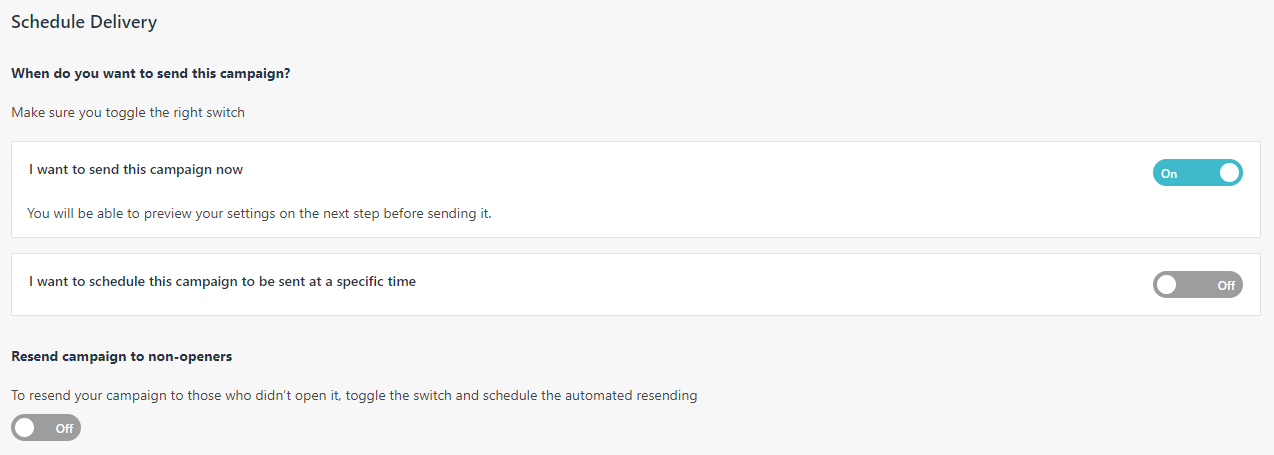 Schedule Delivery
When do you want to send this campaign?
Make sure you toggle the right switch
I want to send this campaign now
On
You will be able to preview your settings on the next step before sending it.
I want to schedule this campaign to be sent at a specific time
Off
Resend campaign to non-openers
To resend your campaign to those who didn't open it, toggle the switch and schedule the automated resending
Off